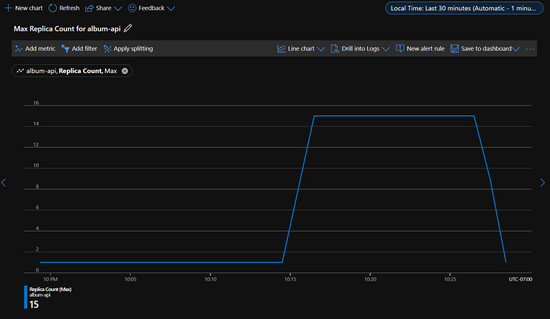 New chart Refresh Share Feedback Local Time: Last 30 minutes (Automatic - 1 minu...
Max Replica Count for album-api
Add metric Add filter Apply splitting Line chart Drill into Logs New alert rule Save to dashboard ...
album-api, Replica Count, Max
16
14
12
10
8
6
4
2
0
10 PM 10:05 10:10 10:15 10:20 10:25 UTC-07:00
Replica Count (Max)
album-api
15